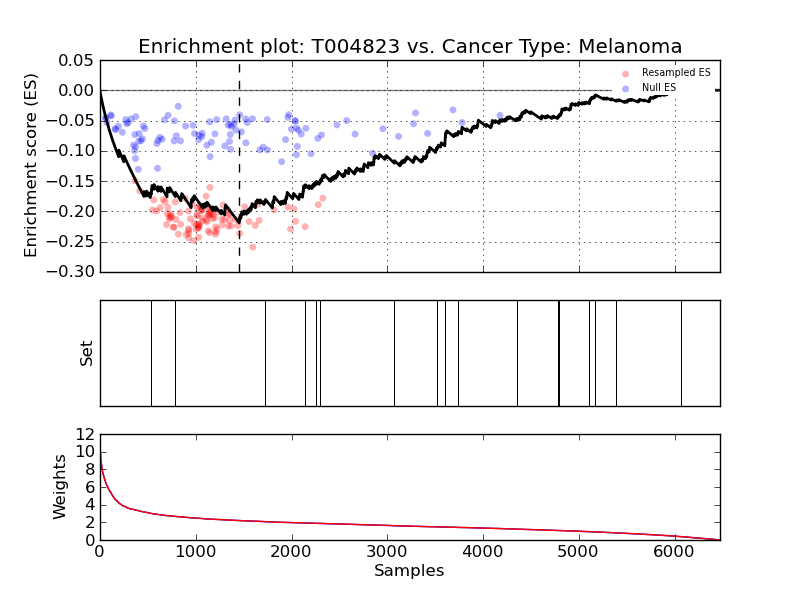 Enrichment plot: T004823 vs. Cancer Type: Melanoma
Enrichment score (ES)
0.05
0.00
−0.05
−0.10
−0.15
−0.20
−0.25
−0.30
Resampled ES
Null ES
Set
Weights
12
10
8
6
4
2
0
0 1000 2000 3000 4000 5000 6000
Samples